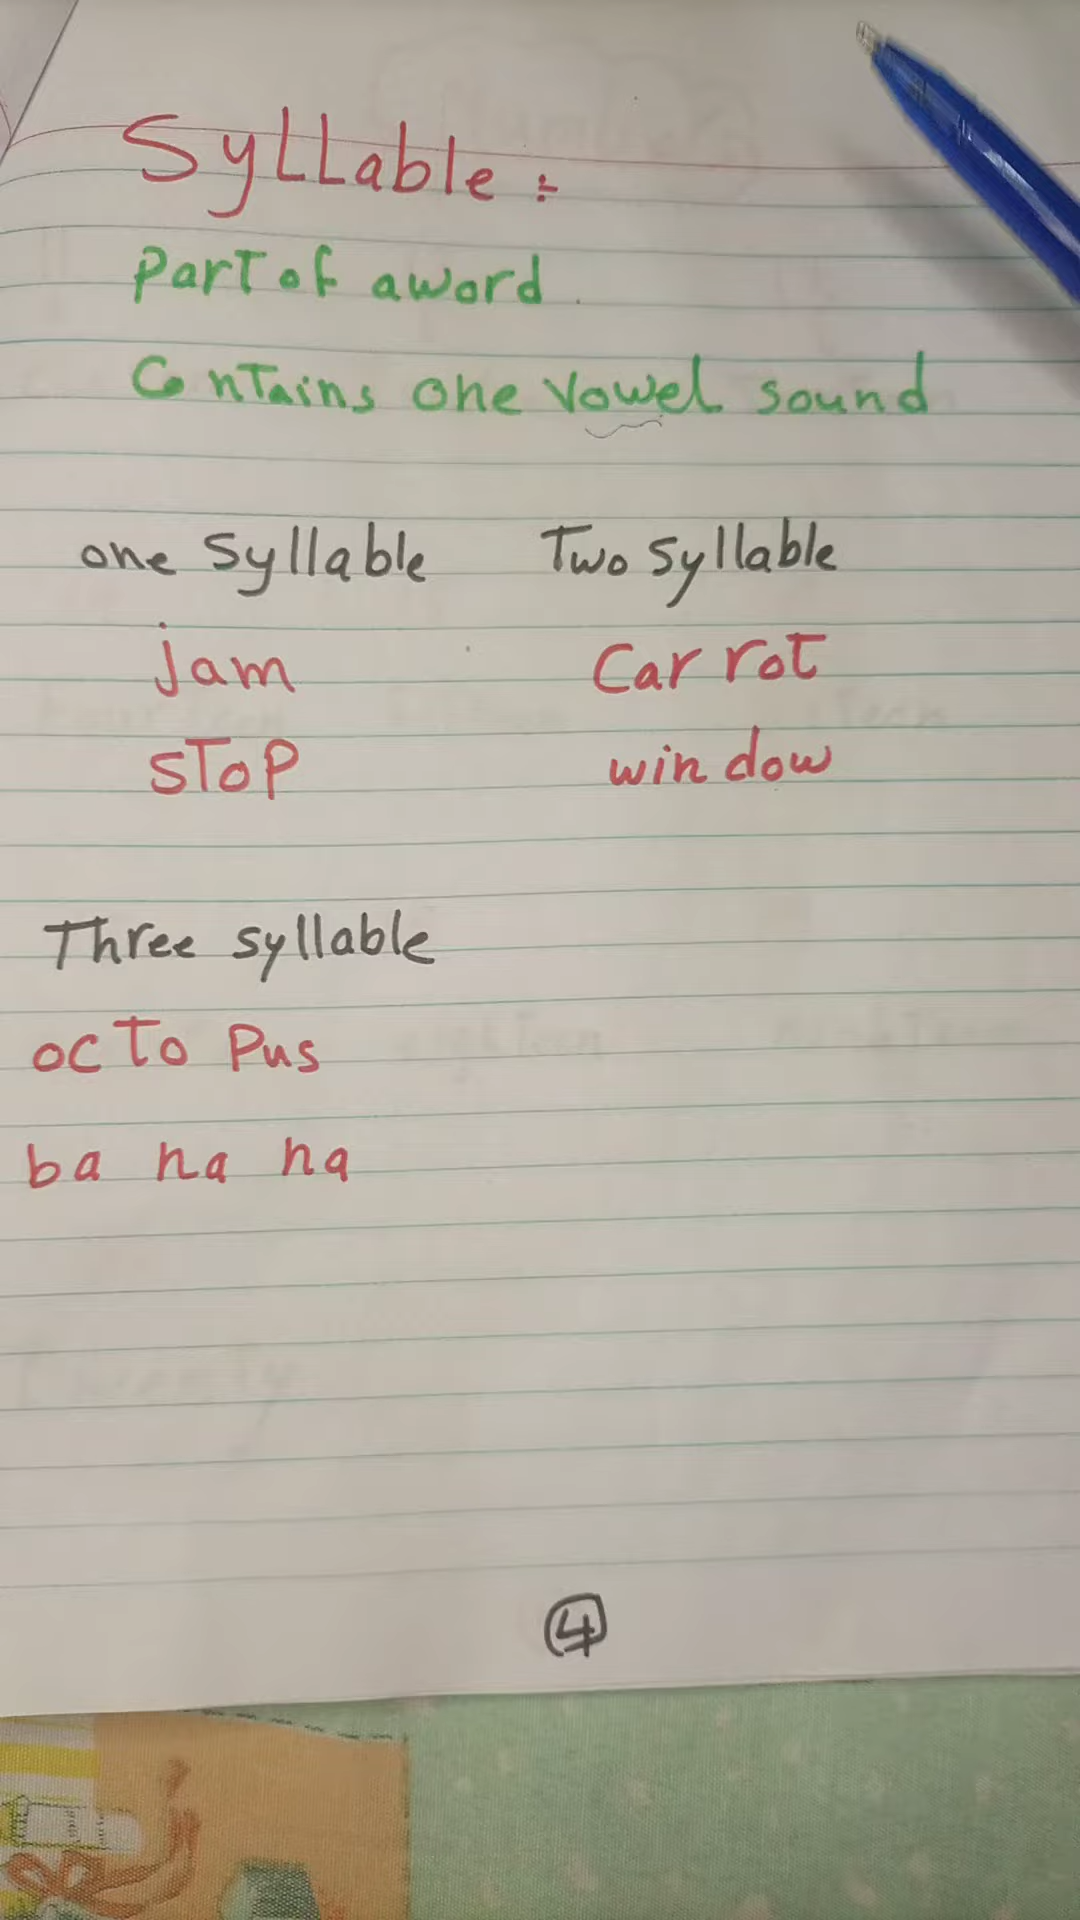 Syllable :
Part of a word
Contains one vowel sound
one syllable
Jam
STOP
Two syllable
Car rot
win dow
Three syllable
oc To Pus
ba na na
4